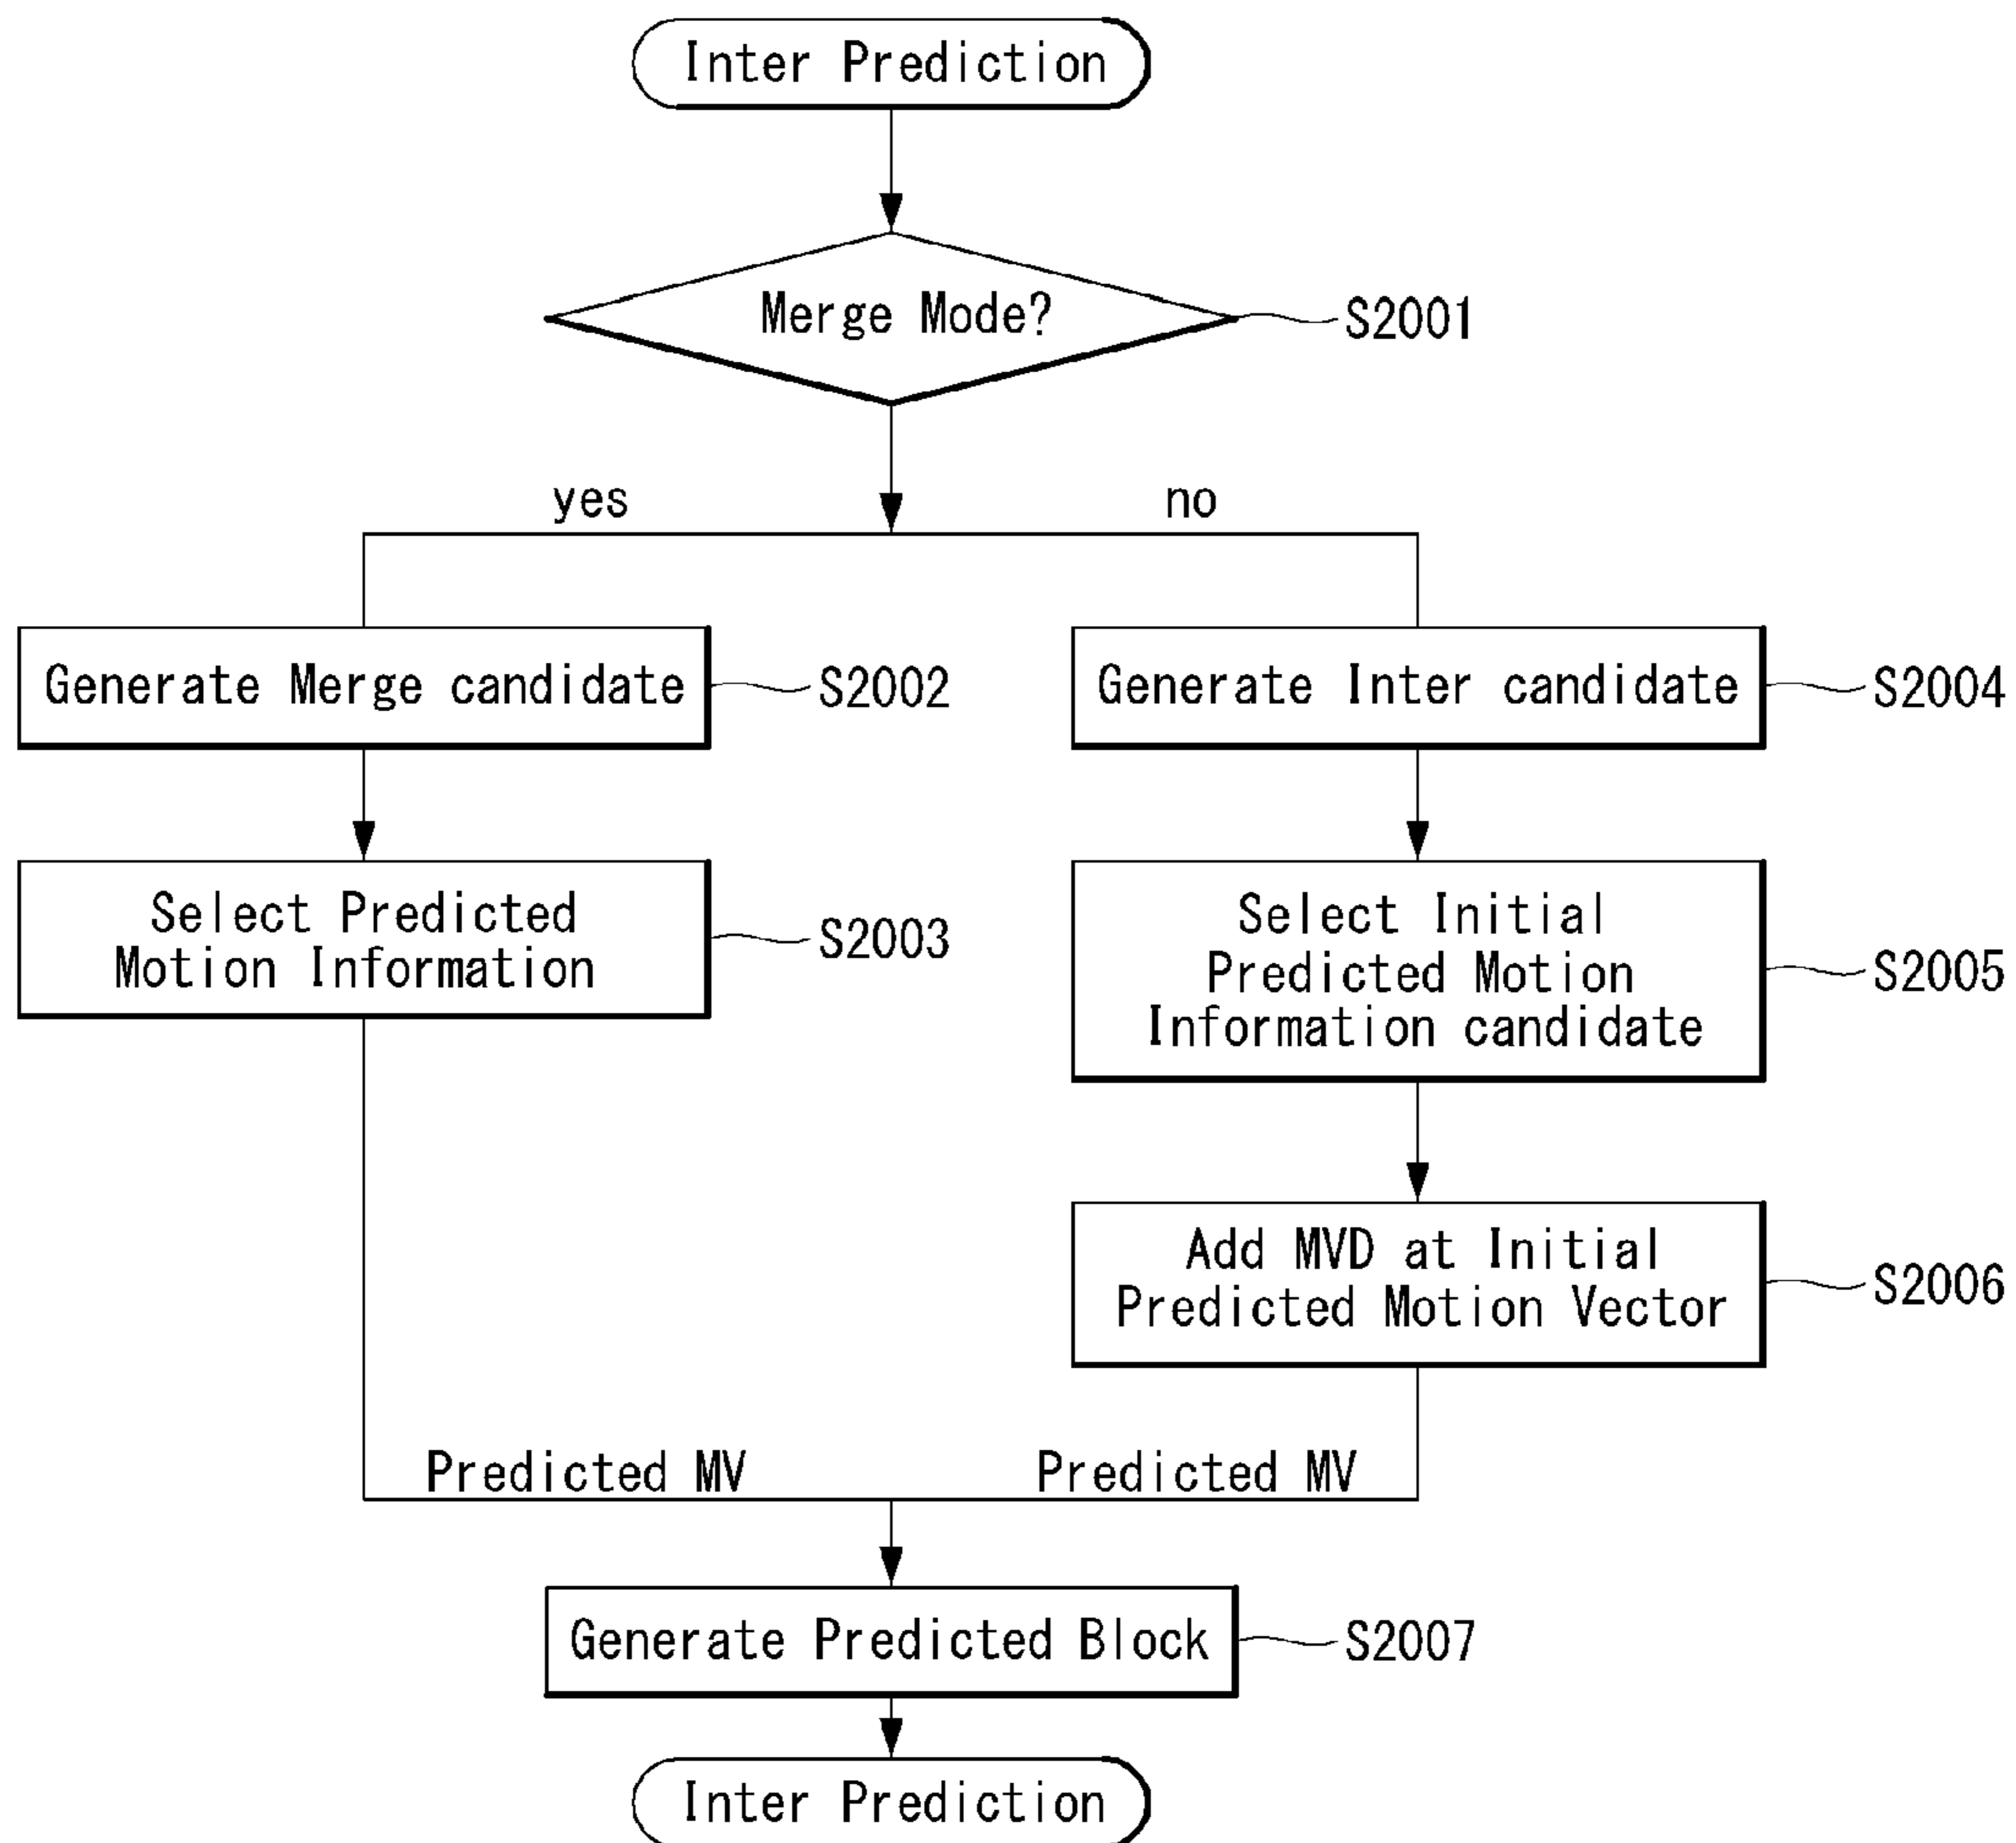 Inter Prediction
Merge Mode?
S2001
yes
no
Generate Merge candidate
S2002
Generate Inter candidate
S2004
Select Predicted
Motion Information
S2003
Select Initial
Predicted Motion
Information candidate
S2005
Add MVD at Initial
Predicted Motion Vector
S2006
Predicted MV
Predicted MV
Generate Predicted Block
S2007
Inter Prediction